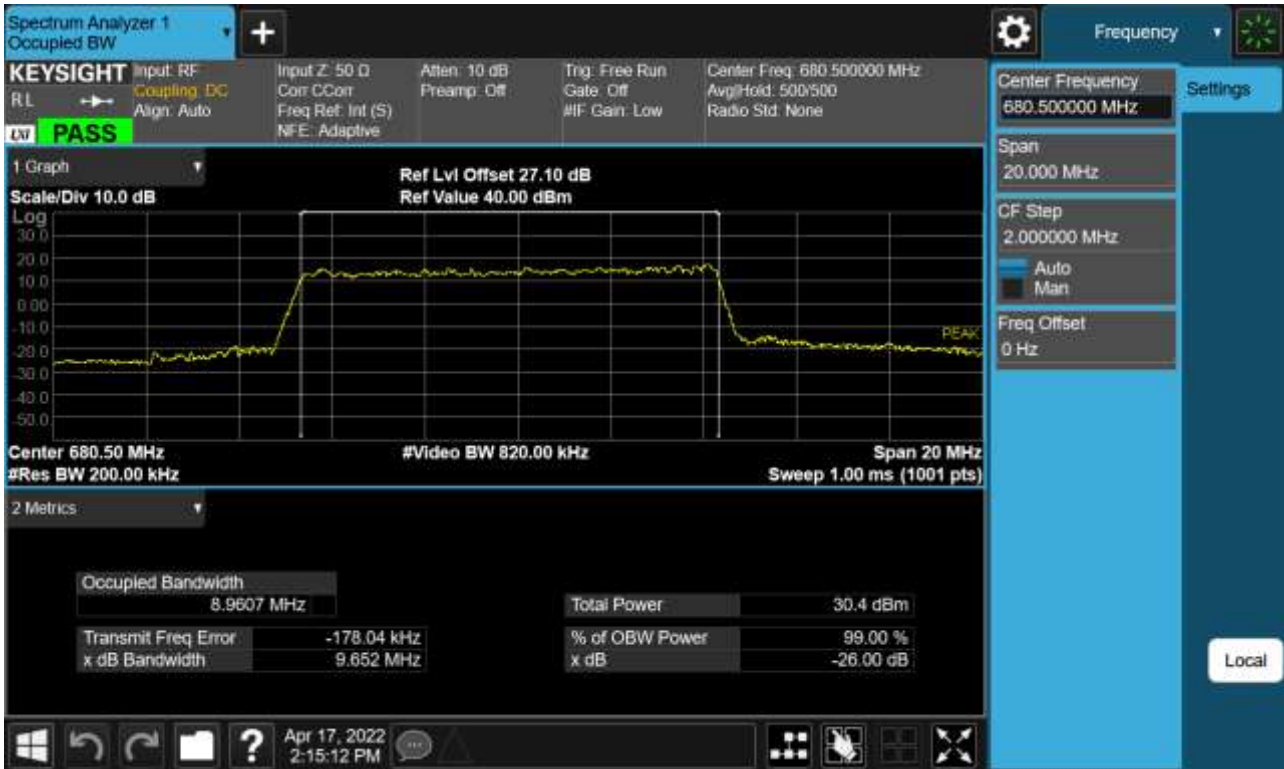 Spectrum Analyzer 1
Occupied BW
+
Frequency
KEYSIGHT
RL
LXI
PASS
Input: RF
Coupling: DC
Align: Auto
Input Z: 50 Ω
Corr CCorr
Freq Ref: Int (S)
NFE: Adaptive
Atten: 10 dB
Preamp: Off
Trig: Free Run
Gate: Off
#IF Gain: Low
Center Freq: 680.500000 MHz
Avg|Hold: 500/500
Radio Std: None
Center Frequency
680.500000 MHz
Settings
Span
20.000 MHz
CF Step
2.000000 MHz
Auto
Man
Freq Offset
0 Hz
Local
1 Graph
Scale/Div 10.0 dB
Ref Lvl Offset 27.10 dB
Ref Value 40.00 dBm
Log
30.0
20.0
10.0
0.00
-10.0
-20.0
-30.0
-40.0
-50.0
PEAK
Center 680.50 MHz
#Video BW 820.00 kHz
Span 20 MHz
#Res BW 200.00 kHz
Sweep 1.00 ms (1001 pts)
2 Metrics
Occupied Bandwidth
8.9607 MHz
Total Power 30.4 dBm
Transmit Freq Error -178.04 kHz
% of OBW Power 99.00 %
x dB Bandwidth 9.652 MHz
x dB -26.00 dB
?
Apr 17, 2022
2:15:12 PM